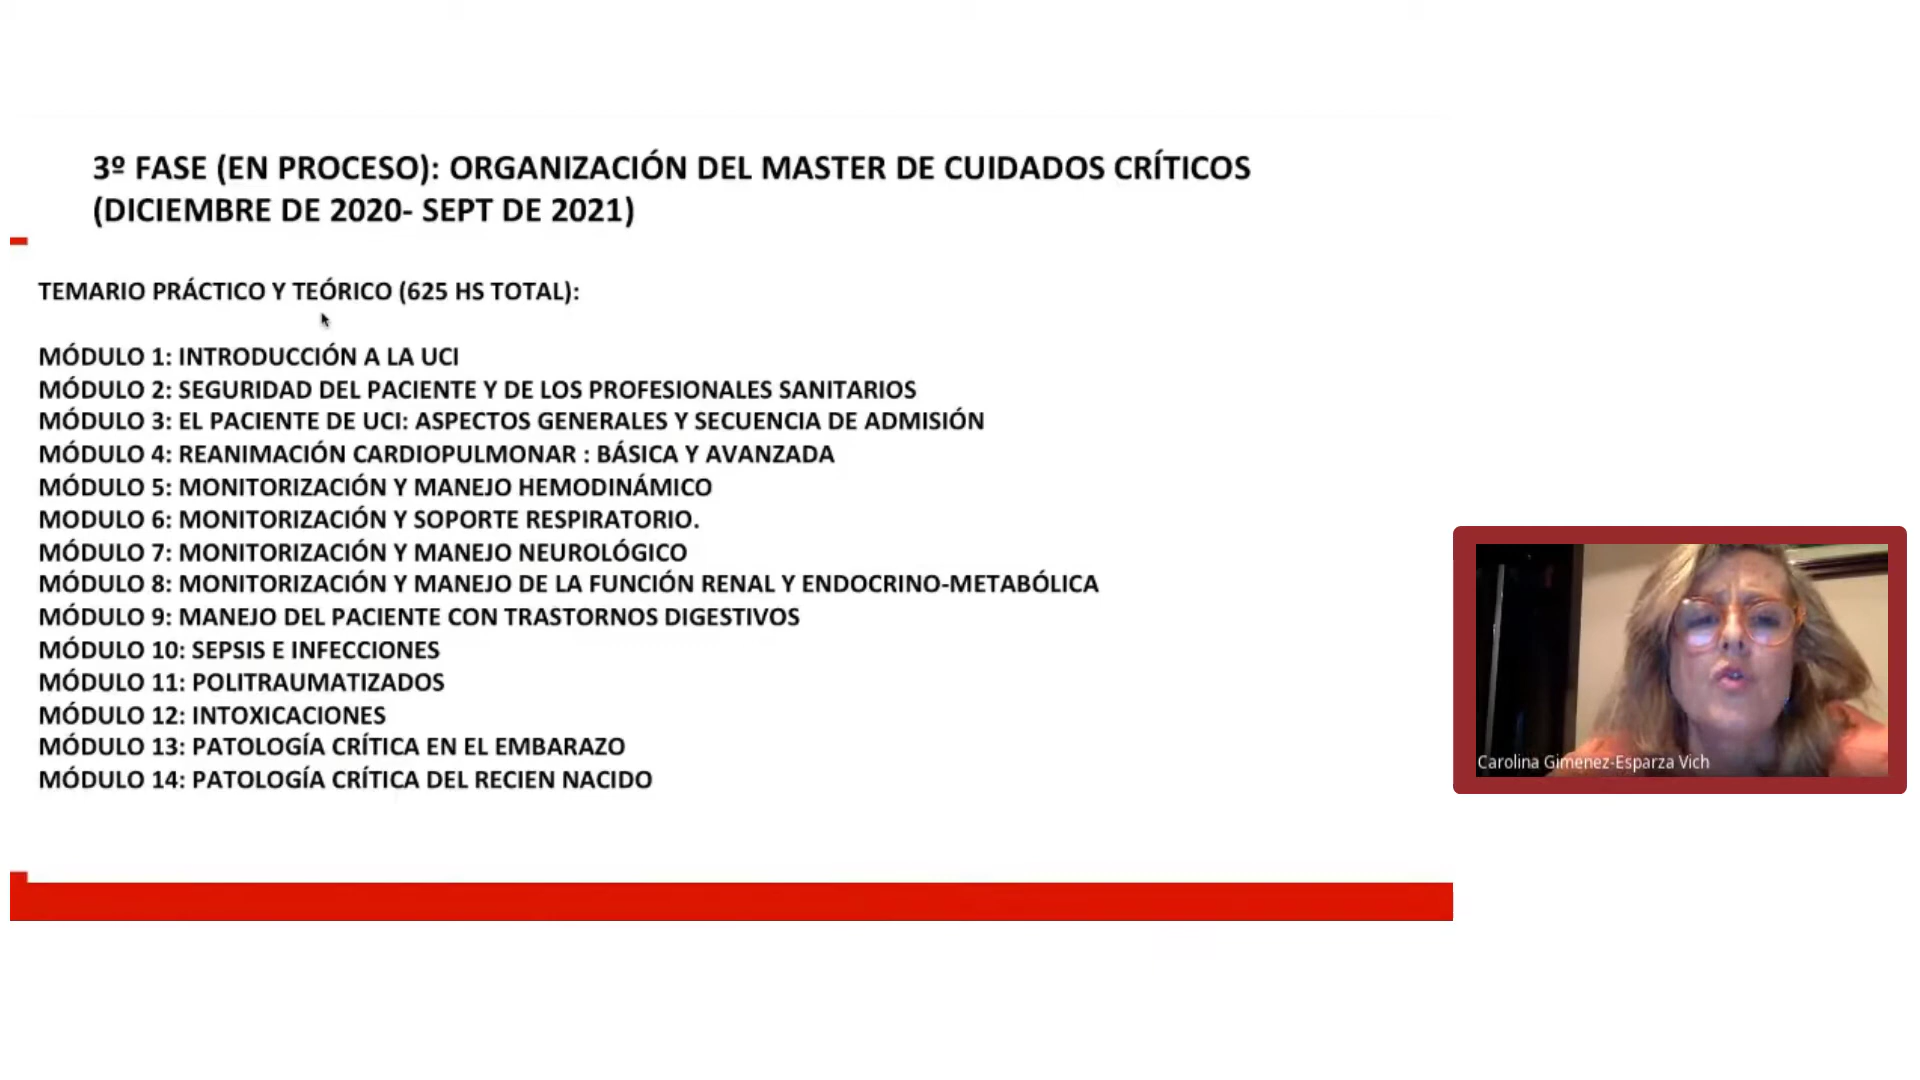 3º FASE (EN PROCESO): ORGANIZACIÓN DEL MASTER DE CUIDADOS CRÍTICOS
(DICIEMBRE DE 2020- SEPT DE 2021)
TEMARIO PRÁCTICO Y TEÓRICO (625 HS TOTAL):
MÓDULO 1: INTRODUCCIÓN A LA UCI
MÓDULO 2: SEGURIDAD DEL PACIENTE Y DE LOS PROFESIONALES SANITARIOS
MÓDULO 3: EL PACIENTE DE UCI: ASPECTOS GENERALES Y SECUENCIA DE ADMISIÓN
MÓDULO 4: REANIMACIÓN CARDIOPULMONAR : BÁSICA Y AVANZADA
MÓDULO 5: MONITORIZACIÓN Y MANEJO HEMODINÁMICO
MODULO 6: MONITORIZACIÓN Y SOPORTE RESPIRATORIO.
MÓDULO 7: MONITORIZACIÓN Y MANEJO NEUROLÓGICO
MÓDULO 8: MONITORIZACIÓN Y MANEJO DE LA FUNCIÓN RENAL Y ENDOCRINO-METABÓLICA
MÓDULO 9: MANEJO DEL PACIENTE CON TRASTORNOS DIGESTIVOS
MÓDULO 10: SEPSIS E INFECCIONES
MÓDULO 11: POLITRAUMATIZADOS
MÓDULO 12: INTOXICACIONES
MÓDULO 13: PATOLOGÍA CRÍTICA EN EL EMBARAZO
MÓDULO 14: PATOLOGÍA CRÍTICA DEL RECIEN NACIDO
Carolina Gimenez-Esparza Vich